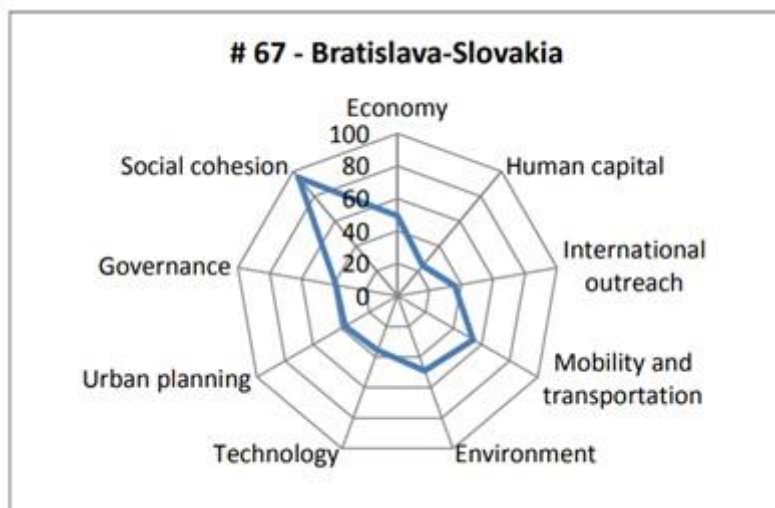 # 67 - Bratislava-Slovakia
Economy
100
80
60
40
20
0
Human capital
International
outreach
Mobility and
transportation
Environment
Technology
Urban planning
Governance
Social cohesion